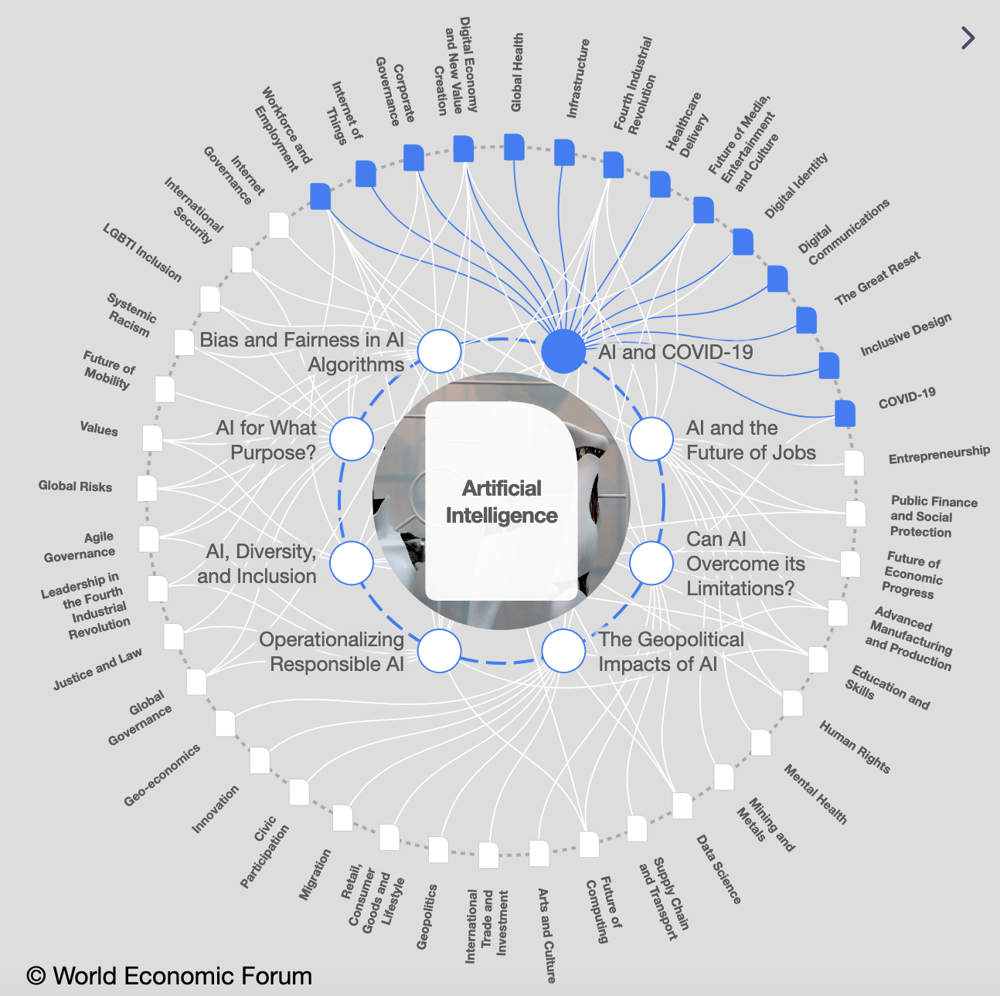 Artificial
Intelligence
AI and COVID-19
AI and the
Future of Jobs
Can AI
Overcome its
Limitations?
The Geopolitical
Impacts of AI
Operationalizing
Responsible AI
AI, Diversity,
and Inclusion
AI for What
Purpose?
Bias and Fairness in AI
Algorithms
Workforce and
Employment
Internet of
Things
Corporate
Governance
Digital Economy
and New Value
Creation
Global Health
Infrastructure
Fourth Industrial
Revolution
Healthcare
Delivery
Future of Media,
Entertainment
and Culture
Digital Identity
Digital
Communications
The Great Reset
Inclusive Design
COVID-19
Entrepreneurship
Public Finance
and Social
Protection
Future of
Economic
Progress
Advanced
Manufacturing
and Production
Education and
Skills
Human Rights
Mental Health
Mining and
Metals
Data Science
Supply Chain
and Transport
Future of
Computing
Arts and Culture
International
Trade and
Investment
Geopolitics
Retail,
Consumer
Goods and
Lifestyle
Migration
Civic
Participation
Innovation
Geo-economics
Global
Governance
Justice and Law
Leadership in
the Fourth
Industrial
Revolution
Agile
Governance
Global Risks
Values
Future of
Mobility
Systemic
Racism
LGBTI Inclusion
International
Security
Internet
Governance
© World Economic Forum